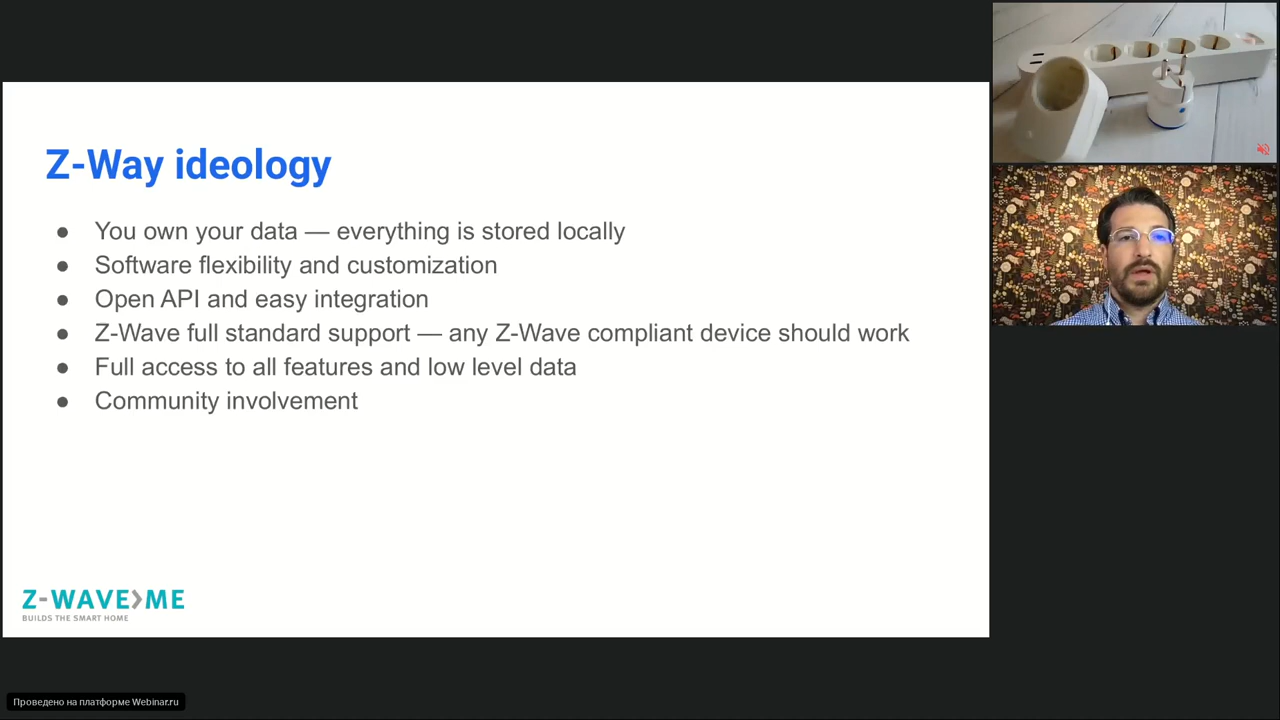 Z-Way ideology
● You own your data — everything is stored locally
● Software flexibility and customization
● Open API and easy integration
● Z-Wave full standard support — any Z-Wave compliant device should work
● Full access to all features and low level data
● Community involvement
Z-WAVE>ME
BUILDS THE SMART HOME
Проведено на платформе Webinar.ru